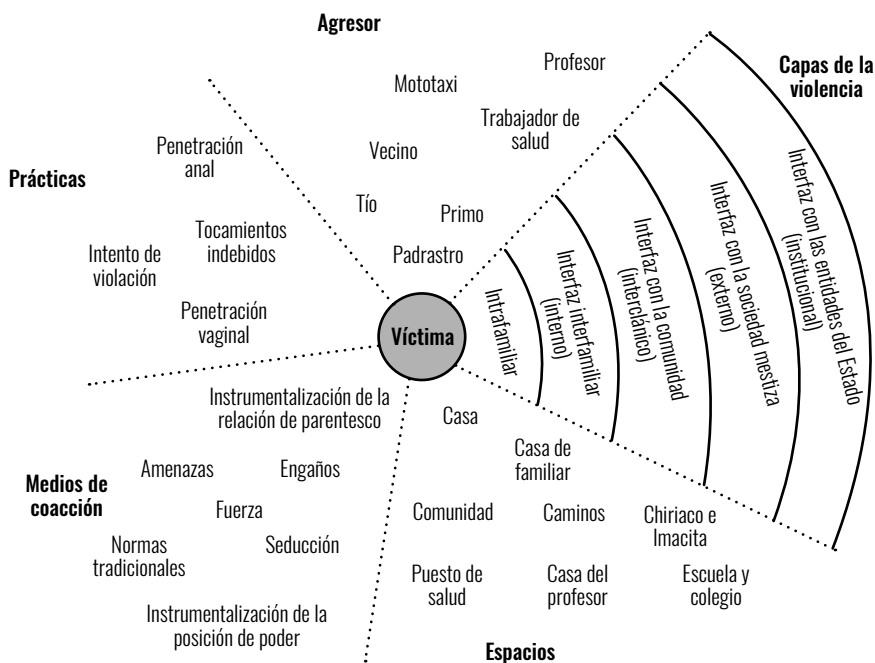 Agresor
Profesor
Mototaxi
Trabajador de
salud
Vecino
Tío
Primo
Padrastro
Capas de la
violencia
Intrafamiliar
Interfaz interfamiliar
(interno)
Interfaz con la comunidad
(interclánico)
Interfaz con la sociedad mestiza
(externo)
Interfaz con las entidades del Estado
(institucional)
Prácticas
Penetración
anal
Tocamientos
indebidos
Intento de
violación
Penetración
vaginal
Víctima
Medios de
coacción
Instrumentalización de la
relación de parentesco
Amenazas
Engaños
Fuerza
Normas
tradicionales
Seducción
Instrumentalización de la
posición de poder
Casa
Casa de
familiar
Comunidad
Caminos
Chiriaco e
Imacita
Puesto de
salud
Casa del
profesor
Escuela y
colegio
Espacios